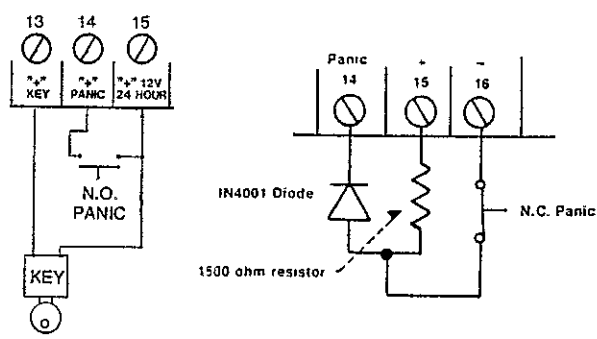 13 14 15
"+" KEY
"+" PANIC
"+" 12V 24 HOUR
N.O.
PANIC
KEY
Panic + -
14 15 16
IN4001 Diode
N.C. Panic
1500 ohm resistor